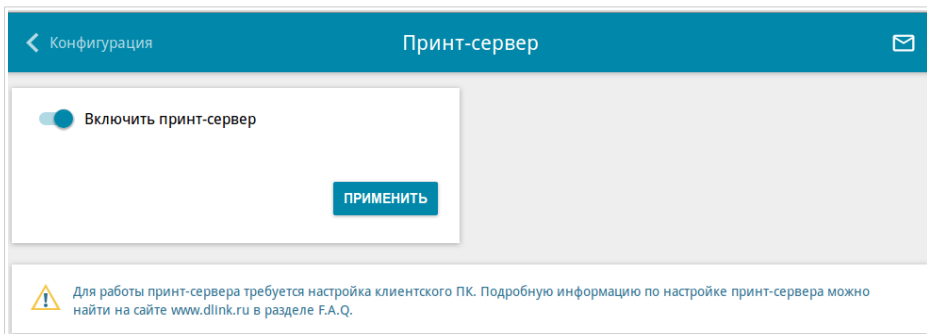 Конфигурация
Принт-сервер
Включить принт-сервер
ПРИМЕНИТЬ
Для работы принт-сервера требуется настройка клиентского ПК. Подробную информацию по настройке принт-сервера можно
найти на сайте www.dlink.ru в разделе F.A.Q.